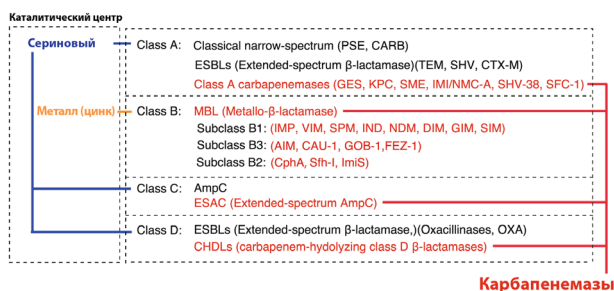 Каталитический центр
Сериновый
Class A: Classical narrow-spectrum (PSE, CARB)
ESBLs (Extended-spectrum β-lactamase)(TEM, SHV, CTX-M)
Class A carbapenemases (GES, KPC, SME, IMI/NMC-A, SHV-38, SFC-1)
Металл (цинк)
Class B: MBL (Metallo-β-lactamase)
Subclass B1: (IMP, VIM, SPM, IND, NDM, DIM, GIM, SIM)
Subclass B3: (AIM, CAU-1, GOB-1,FEZ-1)
Subclass B2: (CphA, Sfh-I, ImiS)
Class C: AmpC
ESAC (Extended-spectrum AmpC)
Class D: ESBLs (Extended-spectrum β-lactamase,)(Oxacillinases, OXA)
CHDLs (carbapenem-hydolyzing class D β-lactamases)
Карбапенемазы